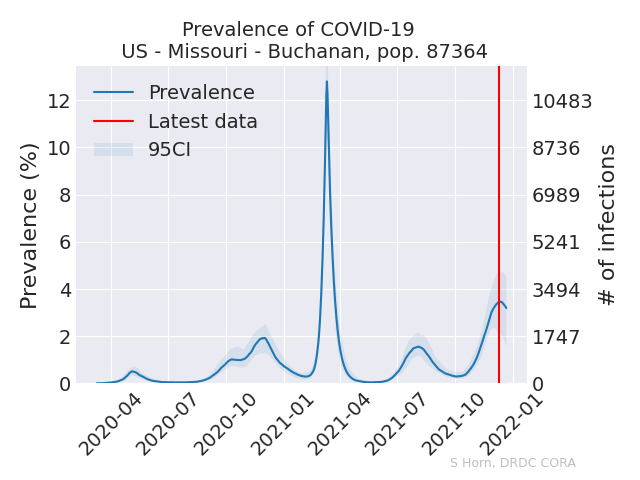 Prevalence of COVID-19
US - Missouri - Buchanan, pop. 87364
Prevalence
Latest data
95CI
Prevalence (%)
12
10
8
6
4
2
0
10483
8736
6989
5241
3494
1747
0
# of infections
2020-04
2020-07
2020-10
2021-01
2021-04
2021-07
2021-10
2022-01
S Horn, DRDC CORA